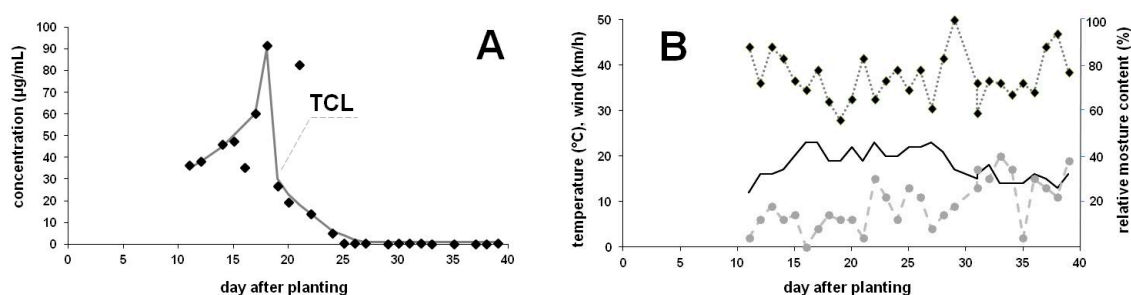 A
concentration (µg/mL)
100
90
80
70
60
50
40
30
20
10
0
TCL
0 5 10 15 20 25 30 35 40
day after planting
B
temperature (°C), wind (km/h)
50
40
30
20
10
0
relative mosture content (%)
100
80
60
40
20
0 5 10 15 20 25 30 35 40
day after planting